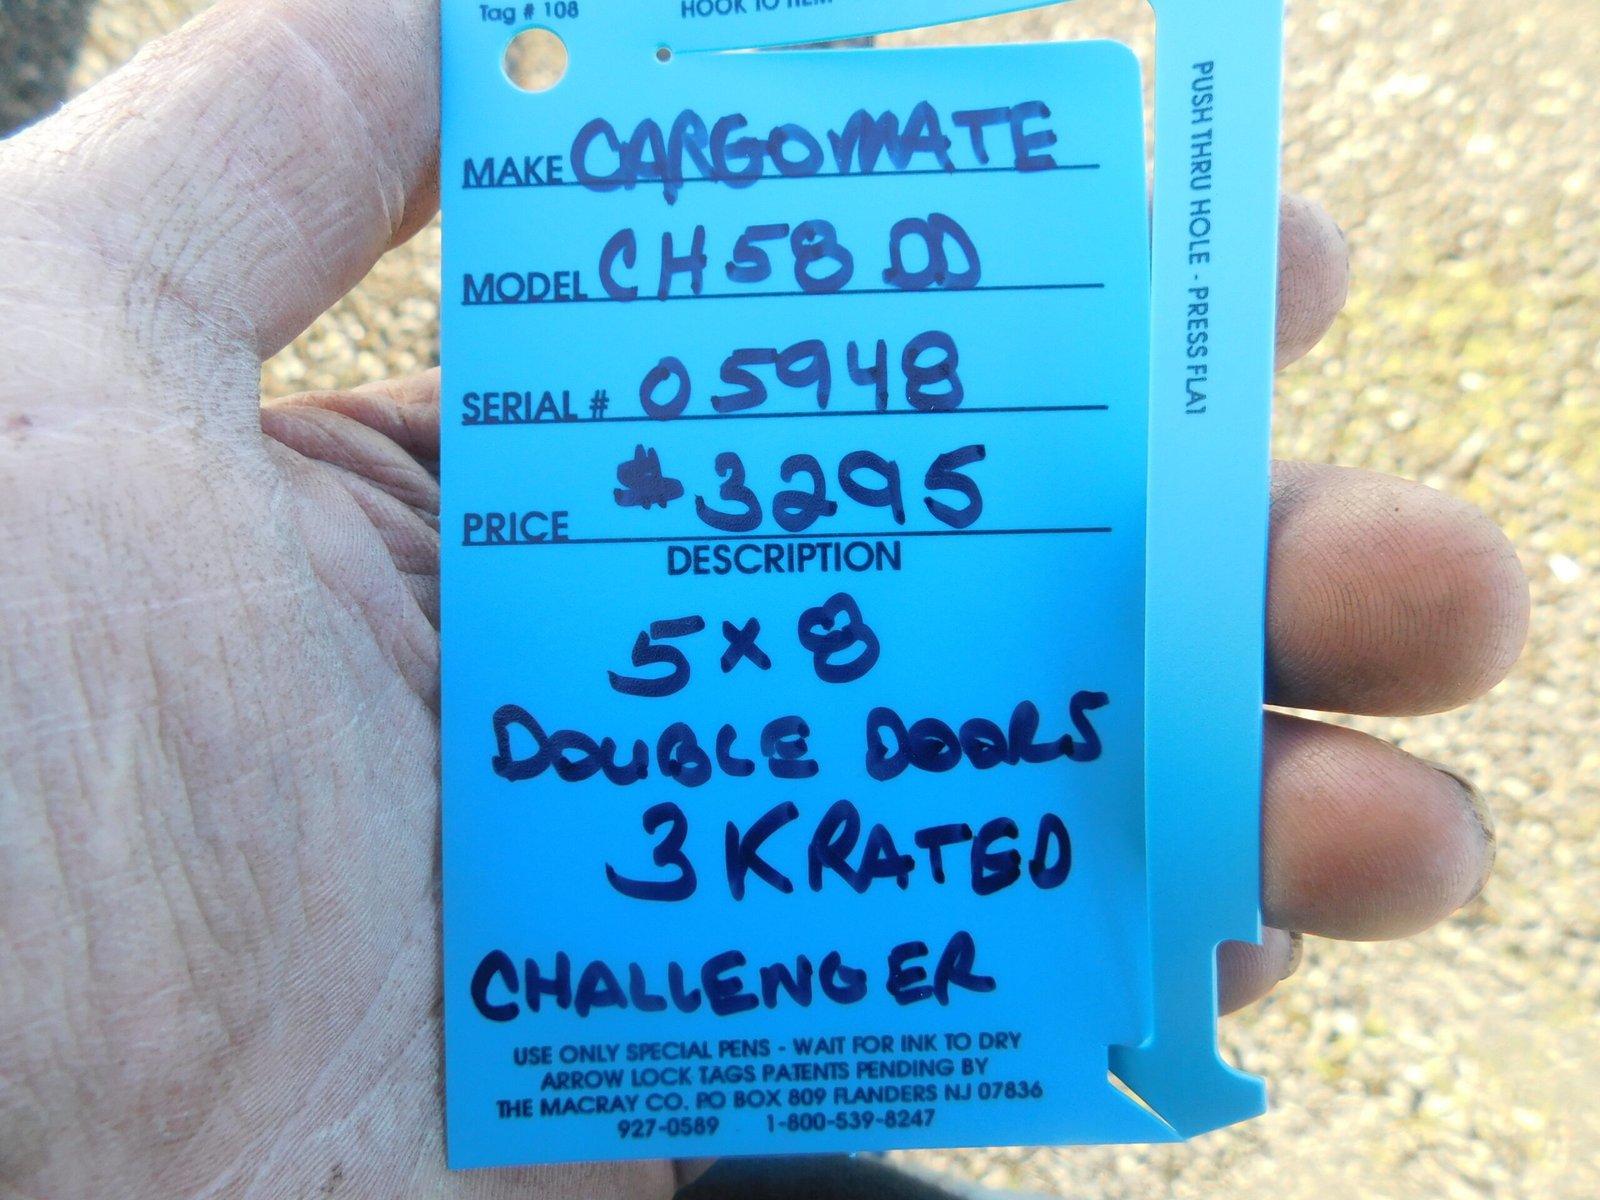 Tag # 108
HOOK TO ITEM
PUSH THRU HOLE - PRESS FLAT
MAKE CARGOMATE
MODEL CH58 DD
SERIAL # 05948
PRICE $3295
DESCRIPTION
5x8
DOUBLE DOORS
3K RATED
CHALLENGER
USE ONLY SPECIAL PENS - WAIT FOR INK TO DRY
ARROW LOCK TAGS PATENTS PENDING BY
THE MACRAY CO. PO BOX 809 FLANDERS NJ 07836
927-0589 1-800-539-8247